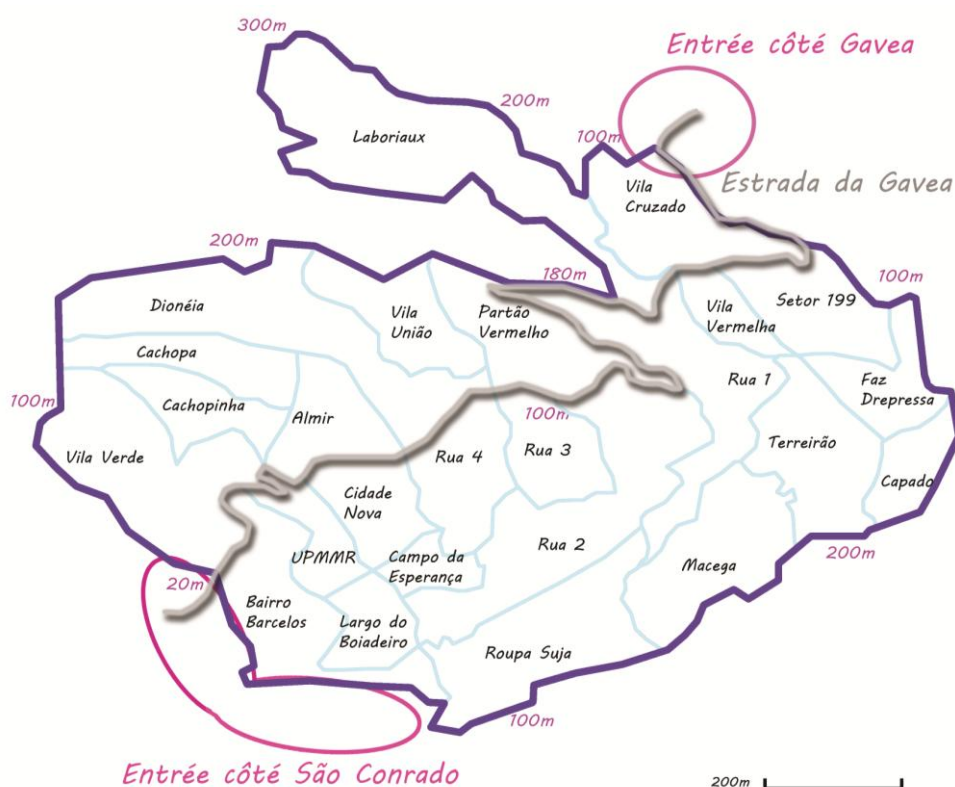 300m
Entrée côté Gavea
200m
100m
Laboriaux
Estrada da Gavea
Vila
Cruzado
200m
180m
100m
Dionéia
Vila
União
Partão
Vermelho
Vila
Vermelha
Setor 199
Cachopa
Rua 1
Faz
Drepressa
Cachopinha
100m
Almir
100m
Vila Verde
Rua 4
Rua 3
Terreirão
Capado
Cidade
Nova
Rua 2
200m
UPMMR
Campo da
Esperança
Macega
20m
Bairro
Barcelos
Largo do
Boiadeiro
Roupa Suja
100m
Entrée côté São Conrado
200m